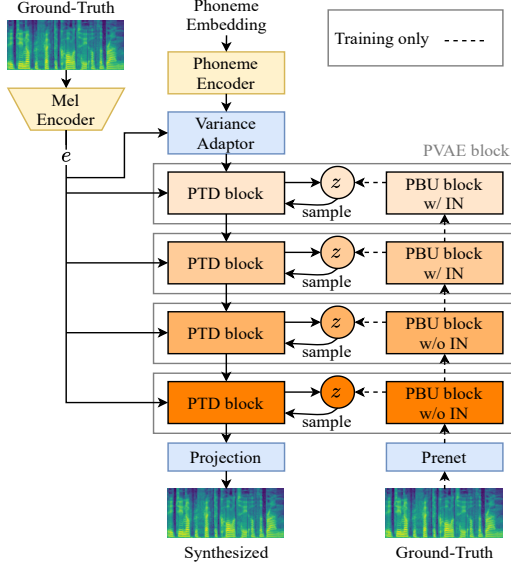 Ground-Truth
Phoneme
Embedding
Training only
Mel
Encoder
Phoneme
Encoder
e
Variance
Adaptor
PVAE block
PTD block
z
sample
PBU block
w/ IN
PTD block
z
sample
PBU block
w/ IN
PTD block
z
sample
PBU block
w/o IN
PTD block
z
sample
PBU block
w/o IN
Projection
Prenet
Synthesized
Ground-Truth